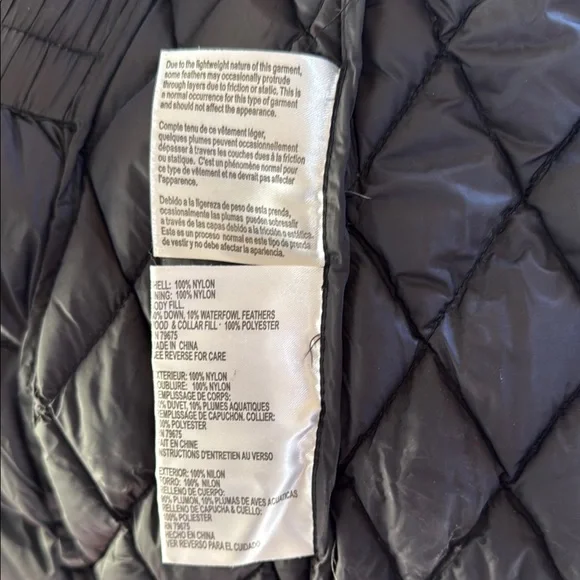 Due to the lightweight nature of this garment,
some feathers may occasionally protrude
through layers due to friction or static. This is
a normal occurrence for this type of garment
and should not affect the appearance.
Compte tenu de ce vêtement léger,
quelques plumes peuvent occasionnellement
dépasser à travers les couches dues à la friction
ou statique. C'est un phénomène normal pour
ce type de vêtement et ne devrait pas affecter
l'apparence.
Debido a la ligereza de peso de esta prenda,
ocasionalmente las plumas pueden sobresalir
a través de las capas debido a la fricción o estática.
Este es un proceso normal en este tipo de prenda
de vestir y no debe afectar la apariencia.
HELL: 100% NYLON
NING: 100% NYLON
ODY FILL.
0% DOWN, 10% WATERFOWL FEATHERS
OOD & COLLAR FILL · 100% POLYESTER
N 79675
ADE IN CHINA
EE REVERSE FOR CARE
XTERIEUR: 100% NYLON
OUBLURE: 100% NYLON
EMPLISSAGE DE CORPS:
0% DUVET, 10% PLUMES AQUATIQUES
EMPLISSAGE DE CAPUCHON. COLLIER:
00% POLYESTER
N 79675
AIT EN CHINE
NSTRUCTIONS D'ENTRETIEN AU VERSO
EXTERIOR: 100% NILON
FORRO: 100% NILON
RELLENO DE CUERPO:
90% PLUMON, 10% PLUMAS DE AVES ACUATICAS
RELLENO DE CAPUCHA & CUELLO:
100% POLIESTER
RN 79675
HECHO EN CHINA
VER REVERSO PARA EL CUIDADO